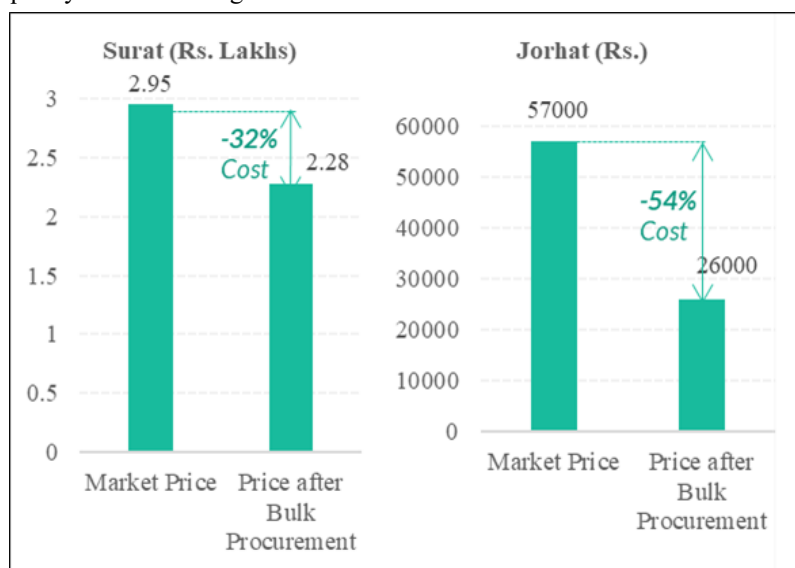 Surat (Rs. Lakhs)
2.95
3
2.5
2
1.5
1
0.5
0
-32%
Cost
2.28
Market Price
Price after
Bulk
Procurement
Jorhat (Rs.)
57000
60000
50000
40000
30000
20000
10000
0
-54%
Cost
26000
Market Price
Price after
Bulk
Procurement